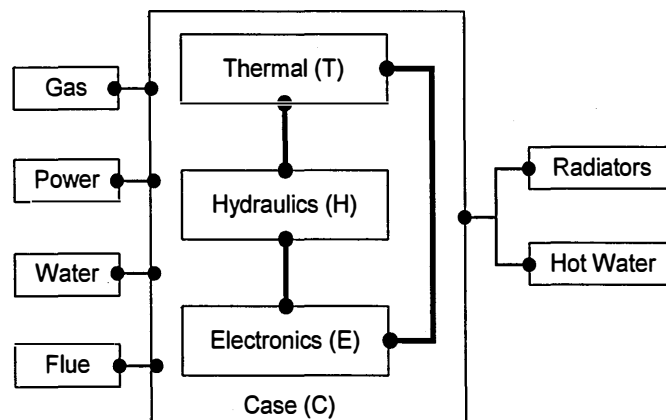 Thermal (T)
Gas
Radiators
Power
Hydraulics (H)
Hot Water
Water
Electronics (E)
Flue
Case (C)